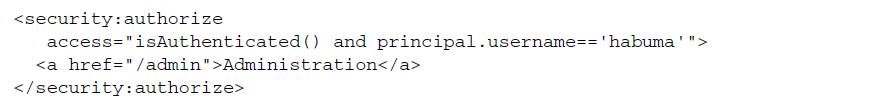 <security:authorize
   access="isAuthenticated() and principal.username=='habuma'">
  <a href="/admin">Administration</a>
</security:authorize>